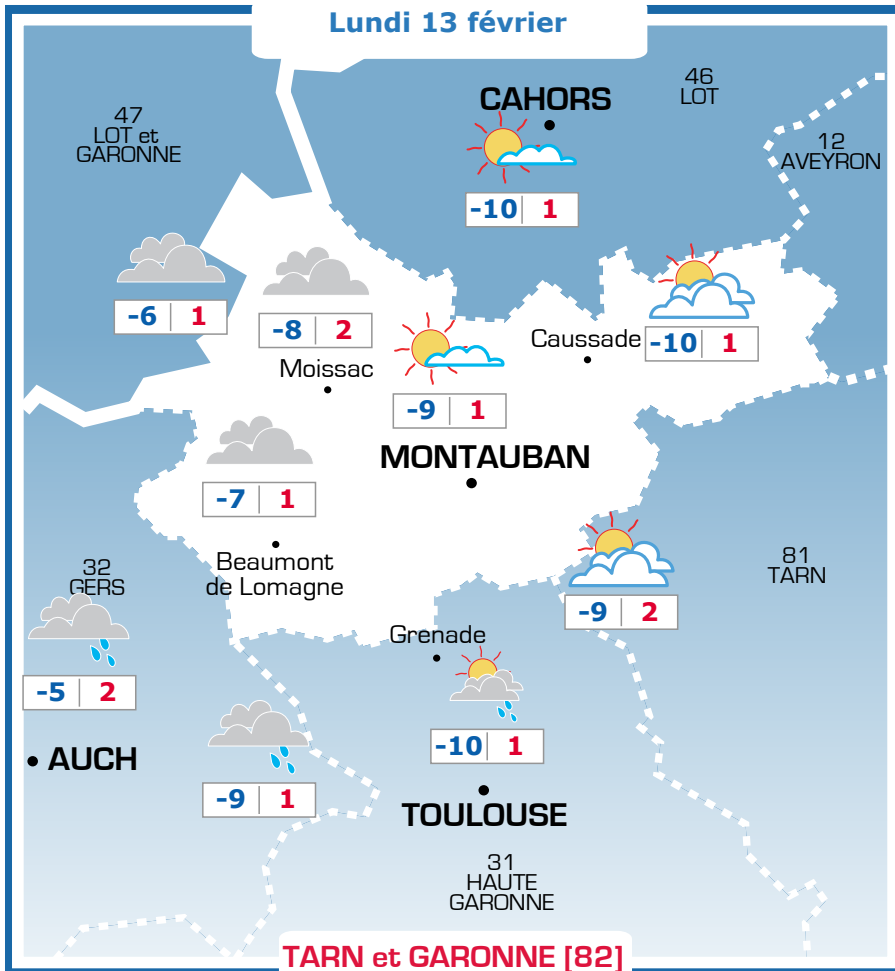 Lundi 13 février
46
LOT
CAHORS
47
LOT et
GARONNE
12
AVEYRON
-10 1
-6 1
-8 2
Caussade
-10 1
Moissac
-9 1
MONTAUBAN
-7 1
Beaumont
de Lomagne
81
TARN
32
GERS
-9 2
Grenade
-5 2
-10 1
AUCH
-9 1
TOULOUSE
31
HAUTE
GARONNE
TARN et GARONNE [82]